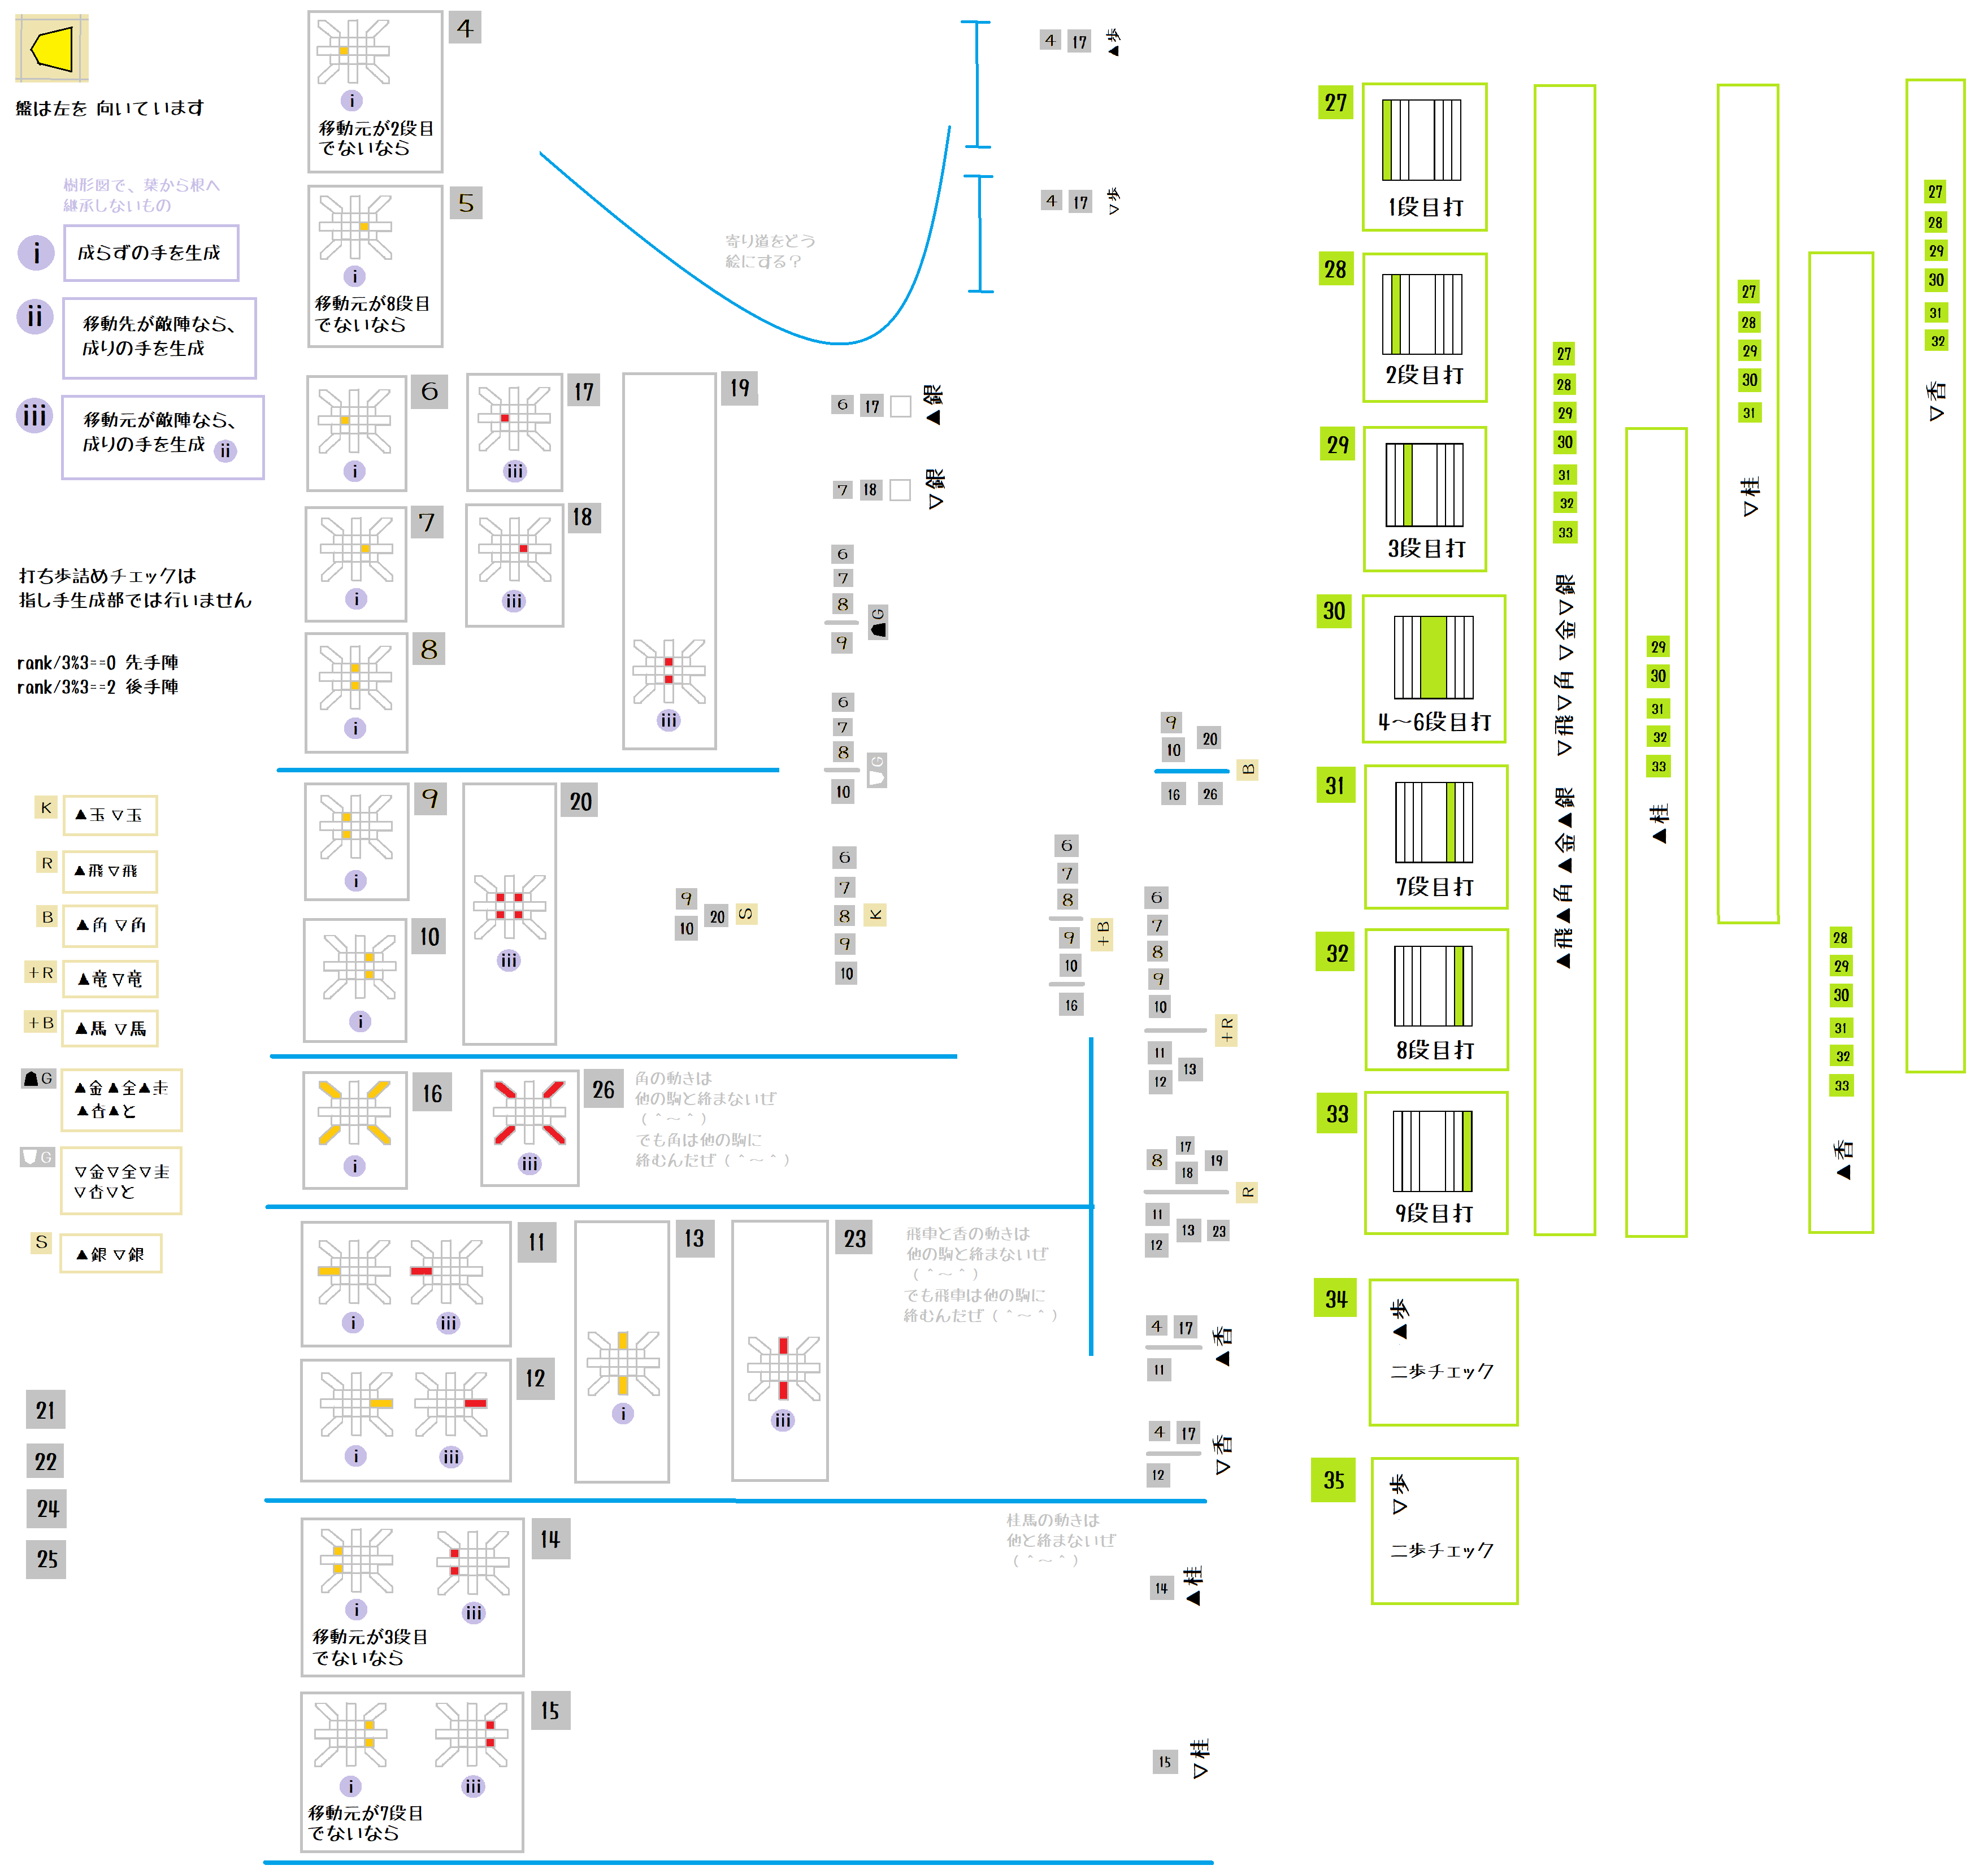 盤は左を 向いています
樹形図で、葉から根へ
継承しないもの
i
成らずの手を生成
ii
移動先が敵陣なら、
成りの手を生成
iii
移動元が敵陣なら、
成りの手を生成 ii
打ち歩詰めチェックは
指し手生成部では行いません
rank/3%3==0 先手陣
rank/3%3==2 後手陣
K
▲玉 ▽玉
R
▲飛 ▽飛
B
▲角 ▽角
+R
▲竜 ▽竜
+B
▲馬 ▽馬
G
▲金 ▲全 ▲圭
▲杏 ▲と
G
▽金 ▽全 ▽圭
▽杏 ▽と
S
▲銀 ▽銀
21
22
24
25
4
i
移動元が2段目
でないなら
5
i
移動元が8段目
でないなら
6
i
17
iii
19
iii
7
i
18
iii
8
i
9
i
20
iii
10
i
16
i
26
iii
角の動きは
他の駒と絡まないぜ
(＾～＾)
でも角は他の駒に
絡むんだぜ(＾～＾)
11
i
iii
13
i
23
iii
飛車と香の動きは
他の駒と絡まないぜ
(＾～＾)
でも飛車は他の駒に
絡むんだぜ(＾～＾)
12
i
iii
14
i
iii
移動元が3段目
でないなら
桂馬の動きは
他と絡まないぜ
(＾～＾)
15
i
iii
移動元が7段目
でないなら
寄り道をどう
絵にする？
4 17 ▲歩
4 17 ▽歩
6 17 ▲銀
7 18 ▽銀
6
7
8
9
G
6
7
8
10
G
9
10
20
S
6
7
8
9
10
K
9
10
20
16 26
B
6
7
8
9
10
16
+B
6
7
8
9
10
11
12
13
+R
8
17
18
19
11
12
13
23
R
4 17
11
▲香
4 17
12
▽香
14 ▲桂
15 ▽桂
27
1段目打
28
2段目打
29
3段目打
30
4～6段目打
31
7段目打
32
8段目打
33
9段目打
34
▲歩
二歩チェック
35
▽歩
二歩チェック
27
28
29
30
31
32
33
▲飛▲角 ▲金▲銀 ▽飛▽角 ▽金▽銀
29
30
31
32
33
▲桂
27
28
29
30
31
▽桂
28
29
30
31
32
33
▲香
27
28
29
30
31
32
▽香